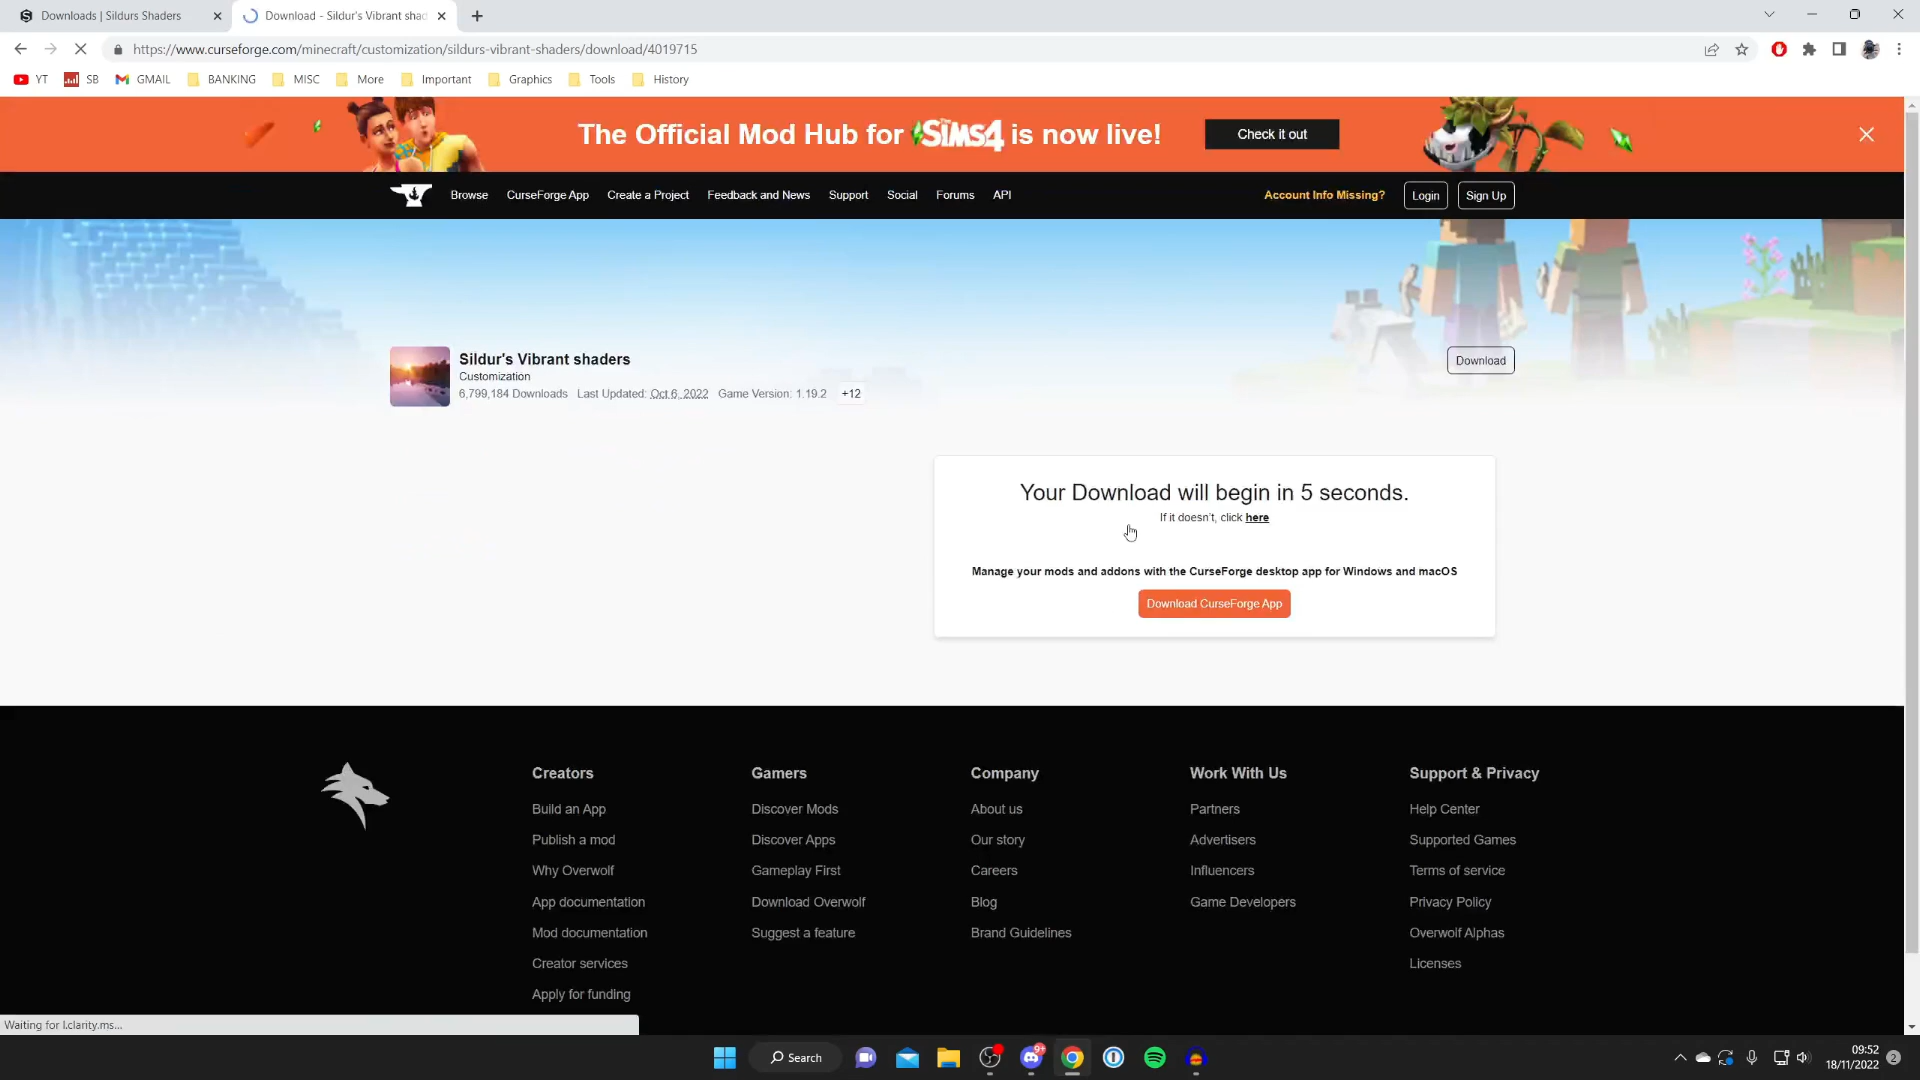 Downloads | Sildurs Shaders
Download - Sildur's Vibrant shad
https://www.curseforge.com/minecraft/customization/sildurs-vibrant-shaders/download/4019715
YT SB GMAIL BANKING MISC More Important Graphics Tools History
The Official Mod Hub for THE SIMS 4 is now live! Check it out
Browse CurseForge App Create a Project Feedback and News Support Social Forums API Account Info Missing? Login Sign Up
Sildur's Vibrant shaders
Customization
6,799,184 Downloads Last Updated: Oct 6, 2022 Game Version: 1.19.2 +12
Download
Your Download will begin in 5 seconds.
If it doesn't, click here
Manage your mods and addons with the CurseForge desktop app for Windows and macOS
Download CurseForge App
Creators
Build an App
Publish a mod
Why Overwolf
App documentation
Mod documentation
Creator services
Apply for funding
Gamers
Discover Mods
Discover Apps
Gameplay First
Download Overwolf
Suggest a feature
Company
About us
Our story
Careers
Blog
Brand Guidelines
Work With Us
Partners
Advertisers
Influencers
Game Developers
Support & Privacy
Help Center
Supported Games
Terms of service
Privacy Policy
Overwolf Alphas
Licenses
Waiting for l.clarity.ms...
Search
9+
09:52
18/11/2022
2